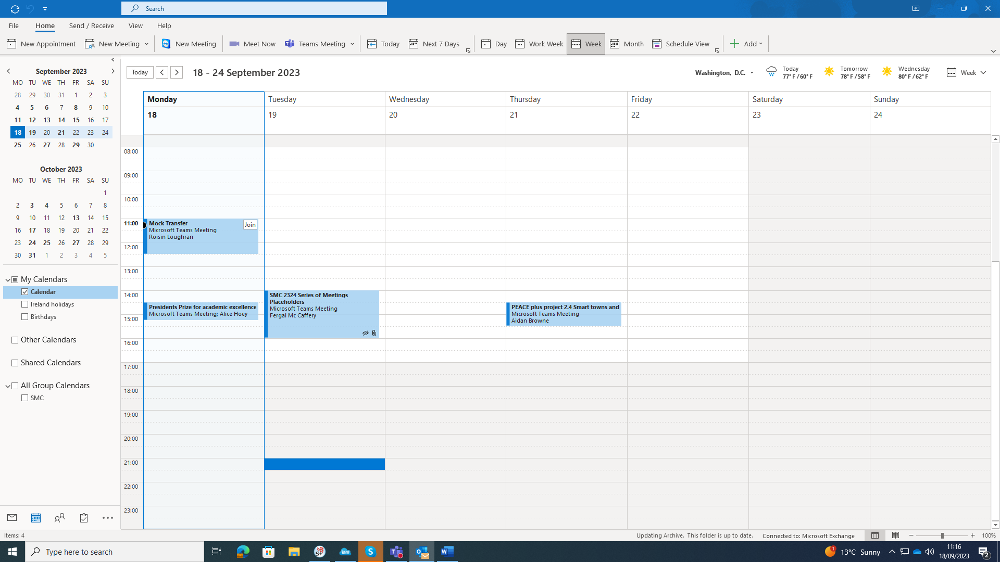 Search
File Home Send / Receive View Help
New Appointment New Meeting New Meeting Meet Now Teams Meeting Today Next 7 Days Day Work Week Week Month Schedule View Add
September 2023
MO TU WE TH FR SA SU
28 29 30 31 1 2 3
4 5 6 7 8 9 10
11 12 13 14 15 16 17
18 19 20 21 22 23 24
25 26 27 28 29 30
October 2023
MO TU WE TH FR SA SU
1
2 3 4 5 6 7 8
9 10 11 12 13 14 15
16 17 18 19 20 21 22
23 24 25 26 27 28 29
30 31 1 2 3 4 5
My Calendars
Calendar
Ireland holidays
Birthdays
Other Calendars
Shared Calendars
All Group Calendars
SMC
Today 18 - 24 September 2023
Washington, D.C.
Today
77°F/60°F
Tomorrow
78°F/58°F
Wednesday
80°F/62°F
Week
Monday Tuesday Wednesday Thursday Friday Saturday Sunday
18 19 20 21 22 23 24
08:00
09:00
10:00
11:00
12:00
13:00
14:00
15:00
16:00
17:00
18:00
19:00
20:00
21:00
22:00
23:00
Mock Transfer
Join
Microsoft Teams Meeting
Roisin Loughran
Presidents Prize for academic excellence
Microsoft Teams Meeting; Alice Hoey
SMC 2324 Series of Meetings
Placeholders
Microsoft Teams Meeting
Fergal Mc Caffery
PEACE plus project 2.4 Smart towns and
Microsoft Teams Meeting
Aidan Browne
Items: 4
Updating Archive. This folder is up to date. Connected to: Microsoft Exchange 100%
Type here to search
S+
iam
S
T
O
W
1
13°C Sunny
11:16
18/09/2023
2